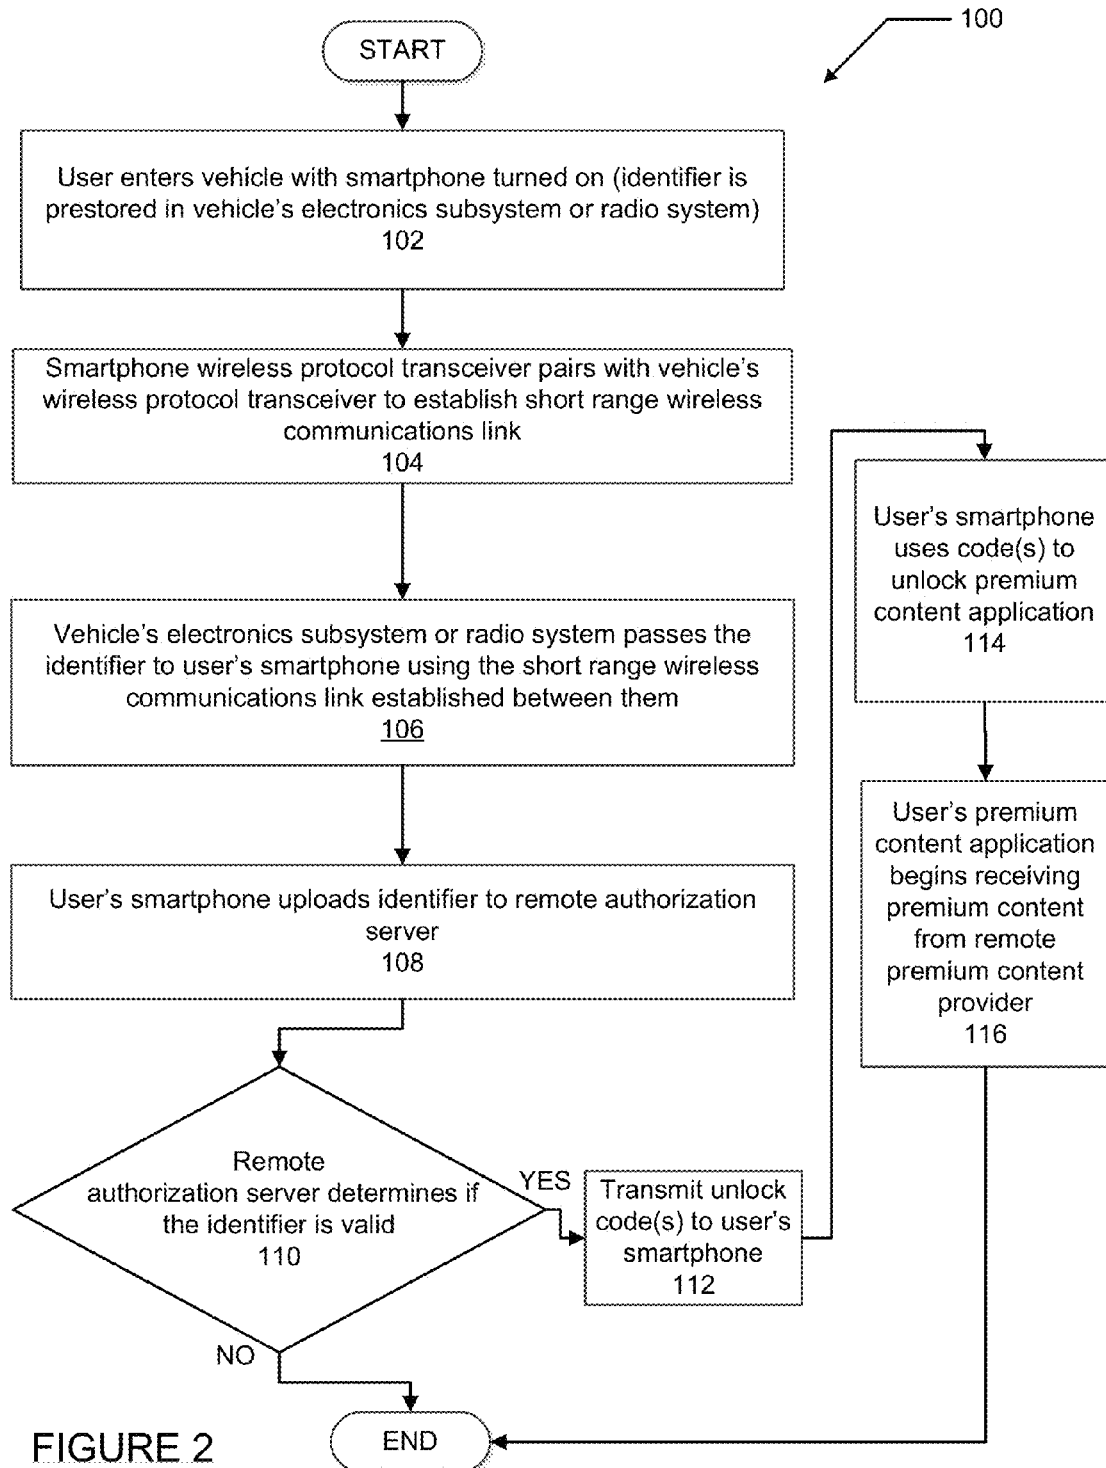 100
START
User enters vehicle with smartphone turned on (identifier is
prestored in vehicle's electronics subsystem or radio system)
102
Smartphone wireless protocol transceiver pairs with vehicle's
wireless protocol transceiver to establish short range wireless
communications link
104
Vehicle's electronics subsystem or radio system passes the
identifier to user's smartphone using the short range wireless
communications link established between them
106
User's smartphone uploads identifier to remote authorization
server
108
Remote
authorization server determines if
the identifier is valid
110
YES
NO
Transmit unlock
code(s) to user's
smartphone
112
User's smartphone
uses code(s) to
unlock premium
content application
114
User's premium
content application
begins receiving
premium content
from remote
premium content
provider
116
END
FIGURE 2